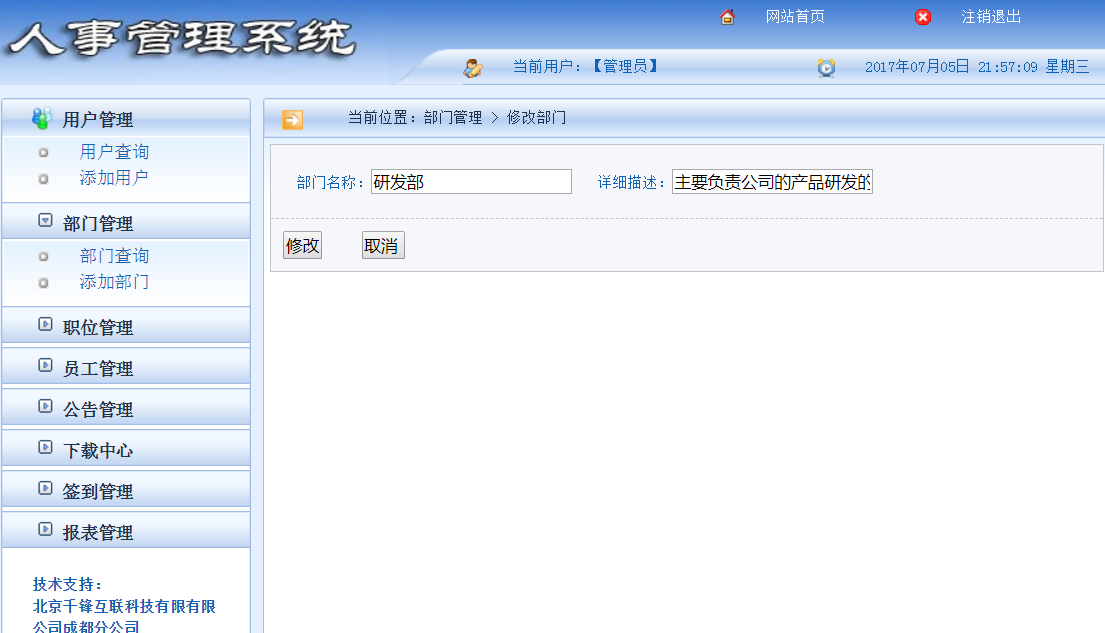 人事管理系统
网站首页
注销退出
当前用户：【管理员】
2017年07月05日 21:57:09 星期三
用户管理
用户查询
添加用户
部门管理
部门查询
添加部门
职位管理
员工管理
公告管理
下载中心
签到管理
报表管理
技术支持：
北京千锋互联科技有限有限
公司成都分公司
当前位置：部门管理 > 修改部门
部门名称：研发部 详细描述：主要负责公司的产品研发的
修改 取消